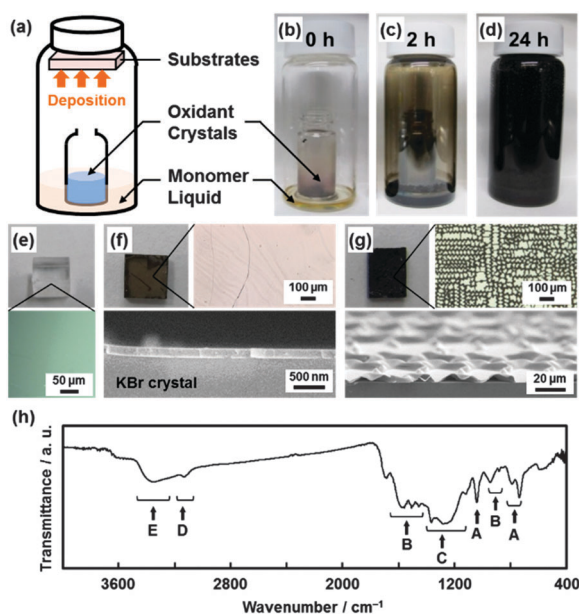 (a)
Substrates
Deposition
Oxidant
Crystals
Monomer
Liquid
(b)
0 h
(c)
2 h
(d)
24 h
(e)
50 µm
(f)
100 µm
KBr crystal
500 nm
(g)
100 µm
20 µm
(h)
Transmittance / a. u.
E
D
B
C
A
B
A
3600
2800
2000
1200
400
Wavenumber / cm⁻¹